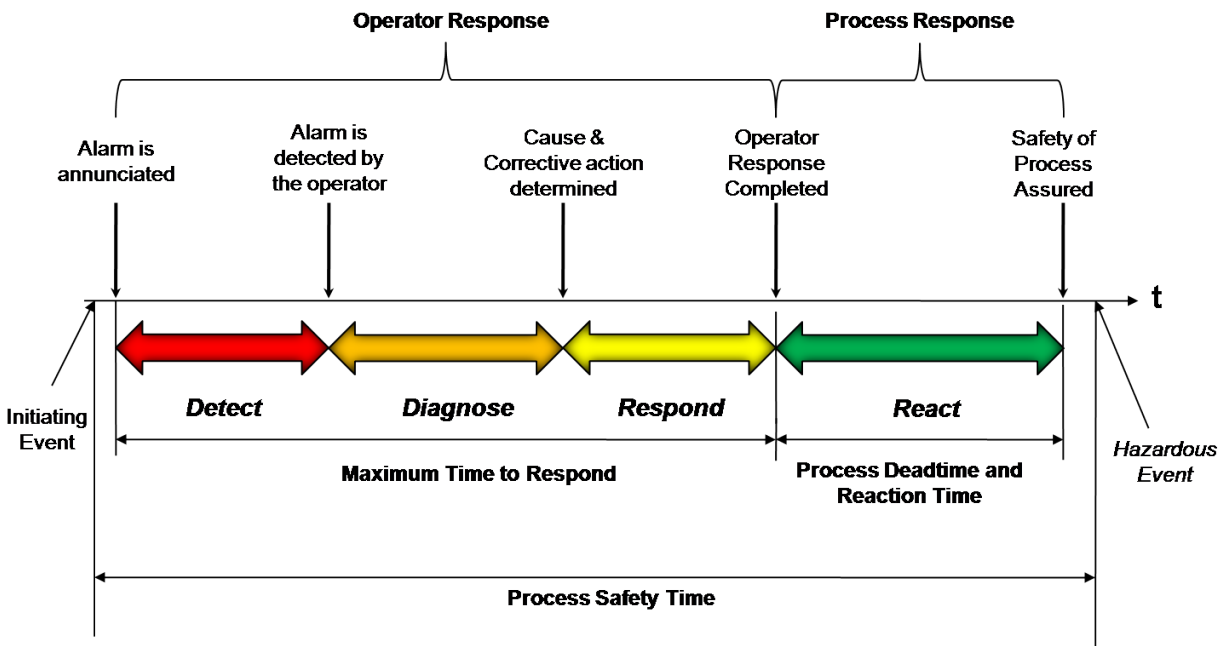 Operator Response
Process Response
Alarm is
annunciated
Alarm is
detected by
the operator
Cause &
Corrective action
determined
Operator
Response
Completed
Safety of
Process
Assured
t
Initiating
Event
Detect
Diagnose
Respond
React
Hazardous
Event
Maximum Time to Respond
Process Deadtime and
Reaction Time
Process Safety Time